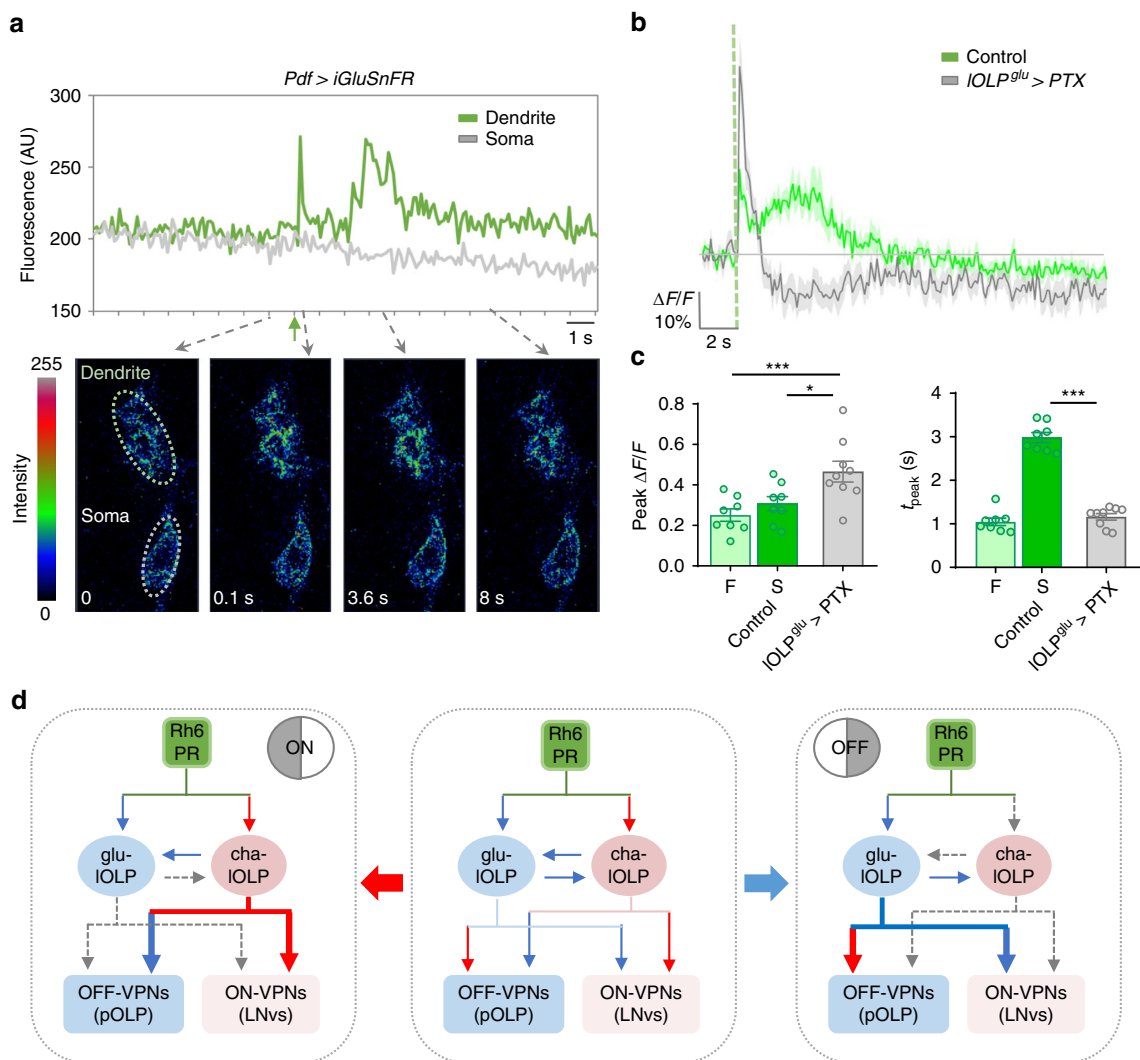 a
Pdf > iGluSnFR
300
250
200
150
Fluorescence (AU)
Dendrite
Soma
1 s
255
0
Intensity
Dendrite
Soma
0
0.1 s
3.6 s
8 s
b
Control
lOLPglu > PTX
ΔF/F
10%
2 s
c
***
*
Peak ΔF/F
0.8
0.6
0.4
0.2
0.0
F
S
Control
lOLPglu > PTX
***
tpeak (s)
4
3
2
1
0
F
S
Control
lOLPglu > PTX
d
Rh6
PR
ON
glu-
lOLP
cha-
lOLP
OFF-VPNs
(pOLP)
ON-VPNs
(LNvs)
Rh6
PR
glu-
lOLP
cha-
lOLP
OFF-VPNs
(pOLP)
ON-VPNs
(LNvs)
OFF
Rh6
PR
glu-
lOLP
cha-
lOLP
OFF-VPNs
(pOLP)
ON-VPNs
(LNvs)